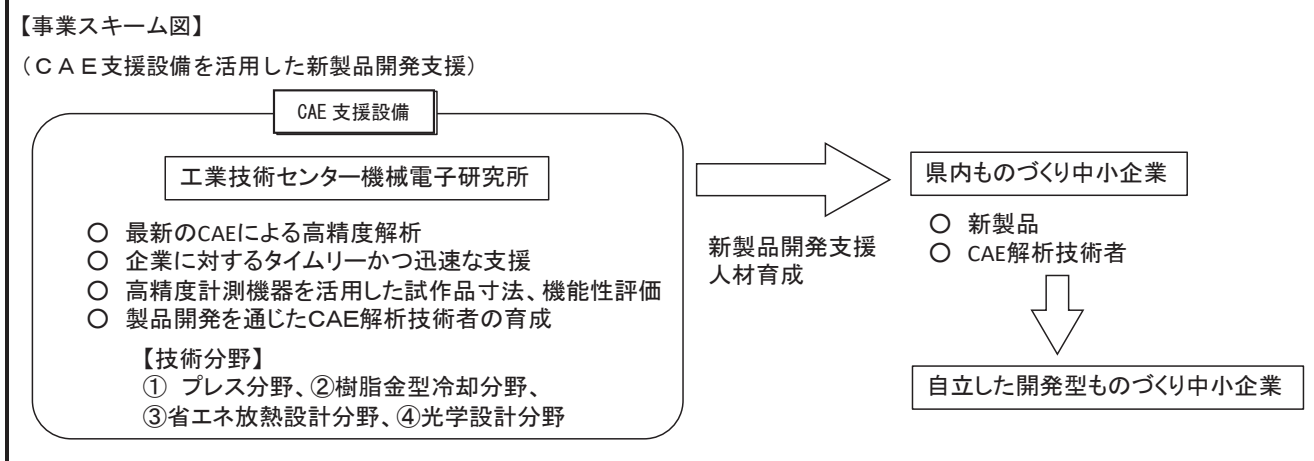 【事業スキーム図】
（ＣＡＥ支援設備を活用した新製品開発支援）
CAE 支援設備
工業技術センター機械電子研究所
○ 最新のCAEによる高精度解析
○ 企業に対するタイムリーかつ迅速な支援
○ 高精度計測機器を活用した試作品寸法、機能性評価
○ 製品開発を通じたＣＡＥ解析技術者の育成
【技術分野】
① プレス分野、②樹脂金型冷却分野、
③省エネ放熱設計分野、④光学設計分野
新製品開発支援
人材育成
県内ものづくり中小企業
○ 新製品
○ CAE解析技術者
自立した開発型ものづくり中小企業